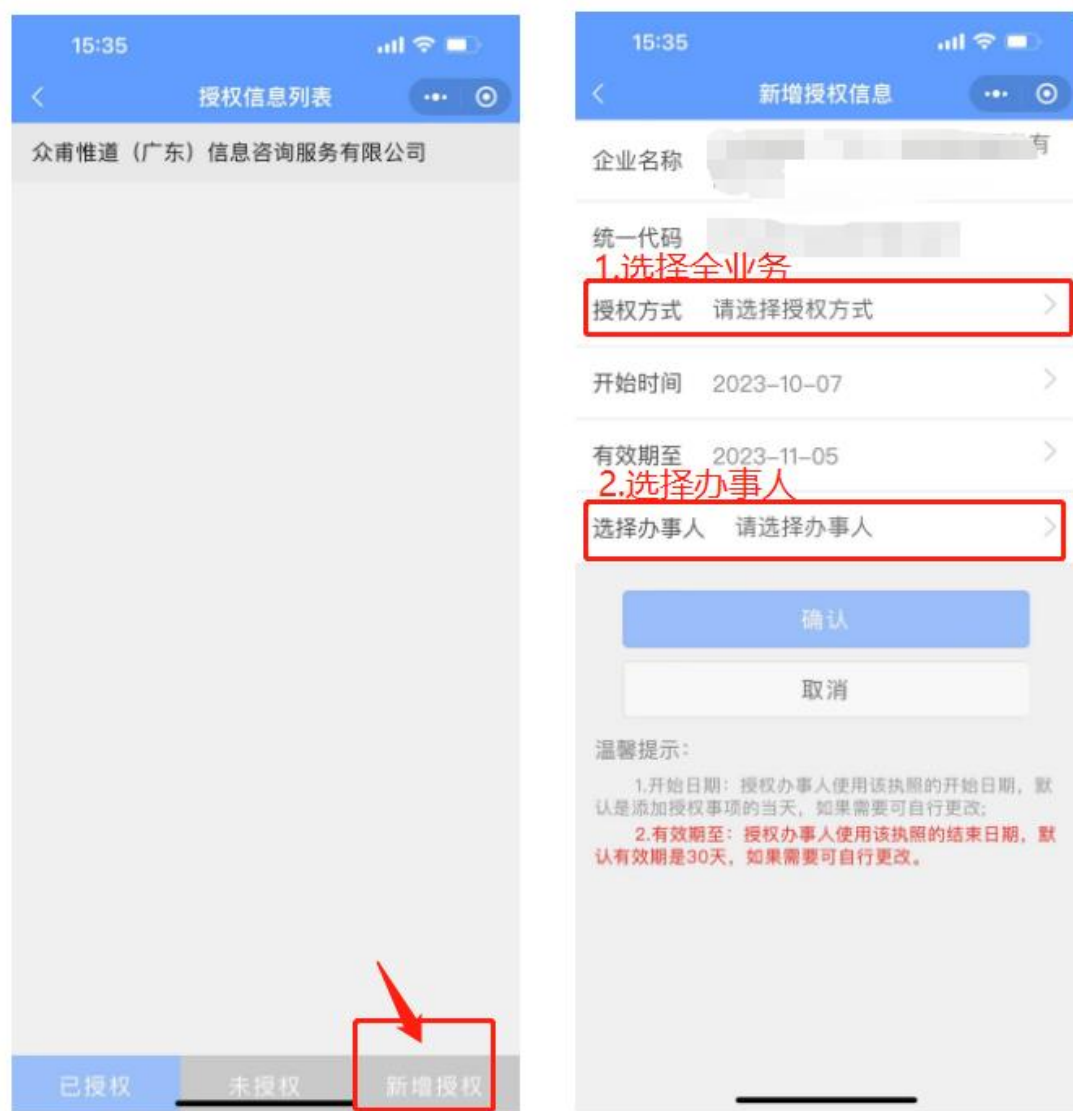 15:35
授权信息列表
众甫惟道（广东）信息咨询服务有限公司
已授权
未授权
新增授权
15:35
新增授权信息
企业名称
有
统一代码
1.选择全业务
授权方式 请选择授权方式
开始时间 2023-10-07
有效期至 2023-11-05
2.选择办事人
选择办事人 请选择办事人
确认
取消
温馨提示：
1.开始日期：授权办事人使用该执照的开始日期，默
认是添加授权事项的当天，如果需要可自行更改;
2.有效期至：授权办事人使用该执照的结束日期，默
认有效期是30天，如果需要可自行更改。